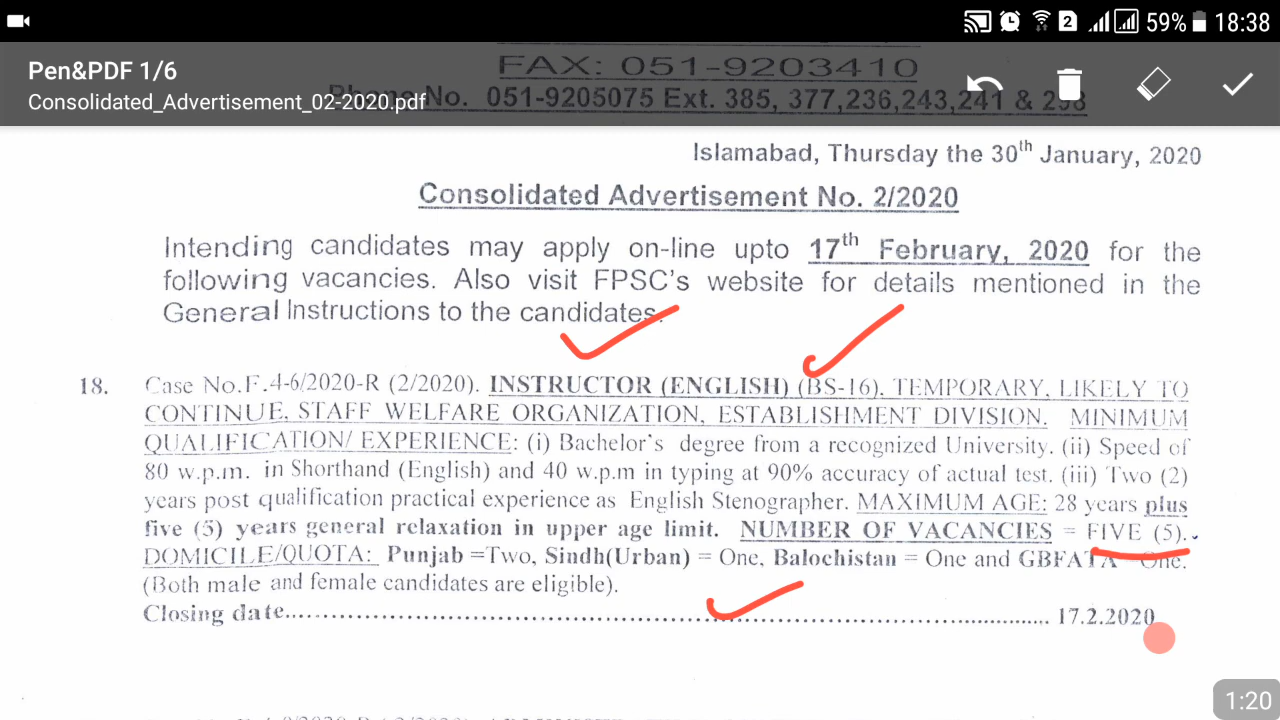 59% 18:38
Pen&PDF 1/6
Consolidated_Advertisement_02-2020.pdf
FAX: 051-9203410
Phone No. 051-9205075 Ext. 385, 377,236,243,241 & 298
Islamabad, Thursday the 30th January, 2020
Consolidated Advertisement No. 2/2020
Intending candidates may apply on-line upto 17th February, 2020 for the
following vacancies. Also visit FPSC's website for details mentioned in the
General Instructions to the candidates.
18. Case No.F.4-6/2020-R (2/2020). INSTRUCTOR (ENGLISH) (BS-16), TEMPORARY, LIKELY TO
CONTINUE, STAFF WELFARE ORGANIZATION, ESTABLISHMENT DIVISION. MINIMUM
QUALIFICATION/ EXPERIENCE: (i) Bachelor's degree from a recognized University. (ii) Speed of
80 w.p.m. in Shorthand (English) and 40 w.p.m in typing at 90% accuracy of actual test. (iii) Two (2)
years post qualification practical experience as English Stenographer. MAXIMUM AGE: 28 years plus
five (5) years general relaxation in upper age limit. NUMBER OF VACANCIES = FIVE (5).
DOMICILE/QUOTA: Punjab =Two, Sindh(Urban) = One, Balochistan = One and GBFATA One.
(Both male and female candidates are eligible).
Closing date.................................................................................................... 17.2.2020
1:20